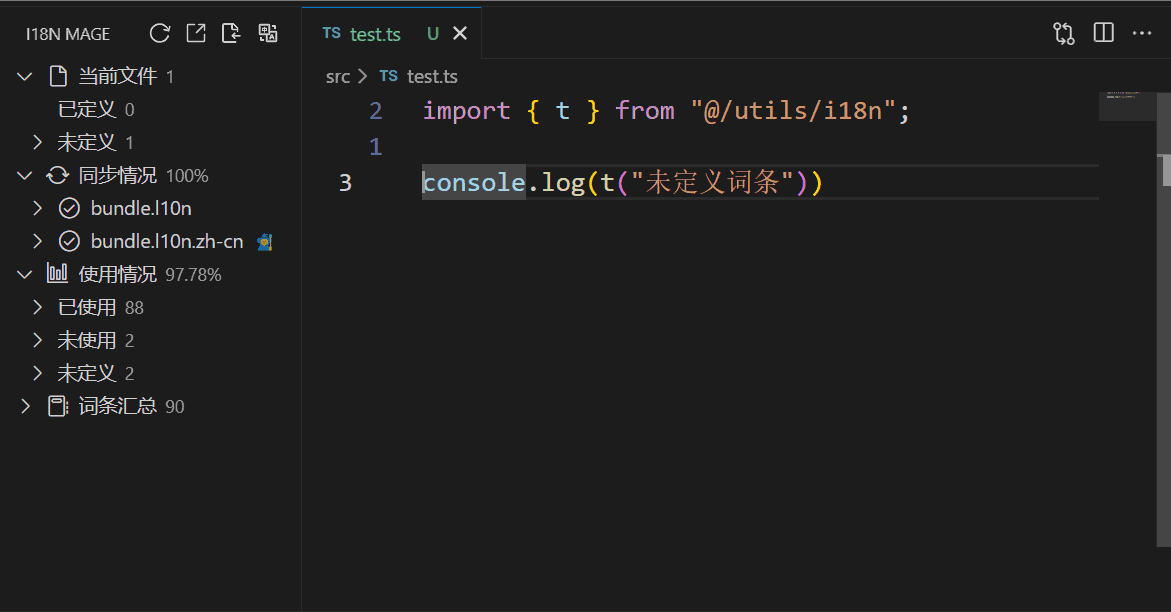 I18N MAGE
当前文件 1
已定义 0
未定义 1
同步情况 100%
bundle.l10n
bundle.l10n.zh-cn
使用情况 97.78%
已使用 88
未使用 2
未定义 2
词条汇总 90
TS test.ts U
src > TS test.ts
2 import { t } from "@/utils/i18n";
1
3 console.log(t("未定义词条"))